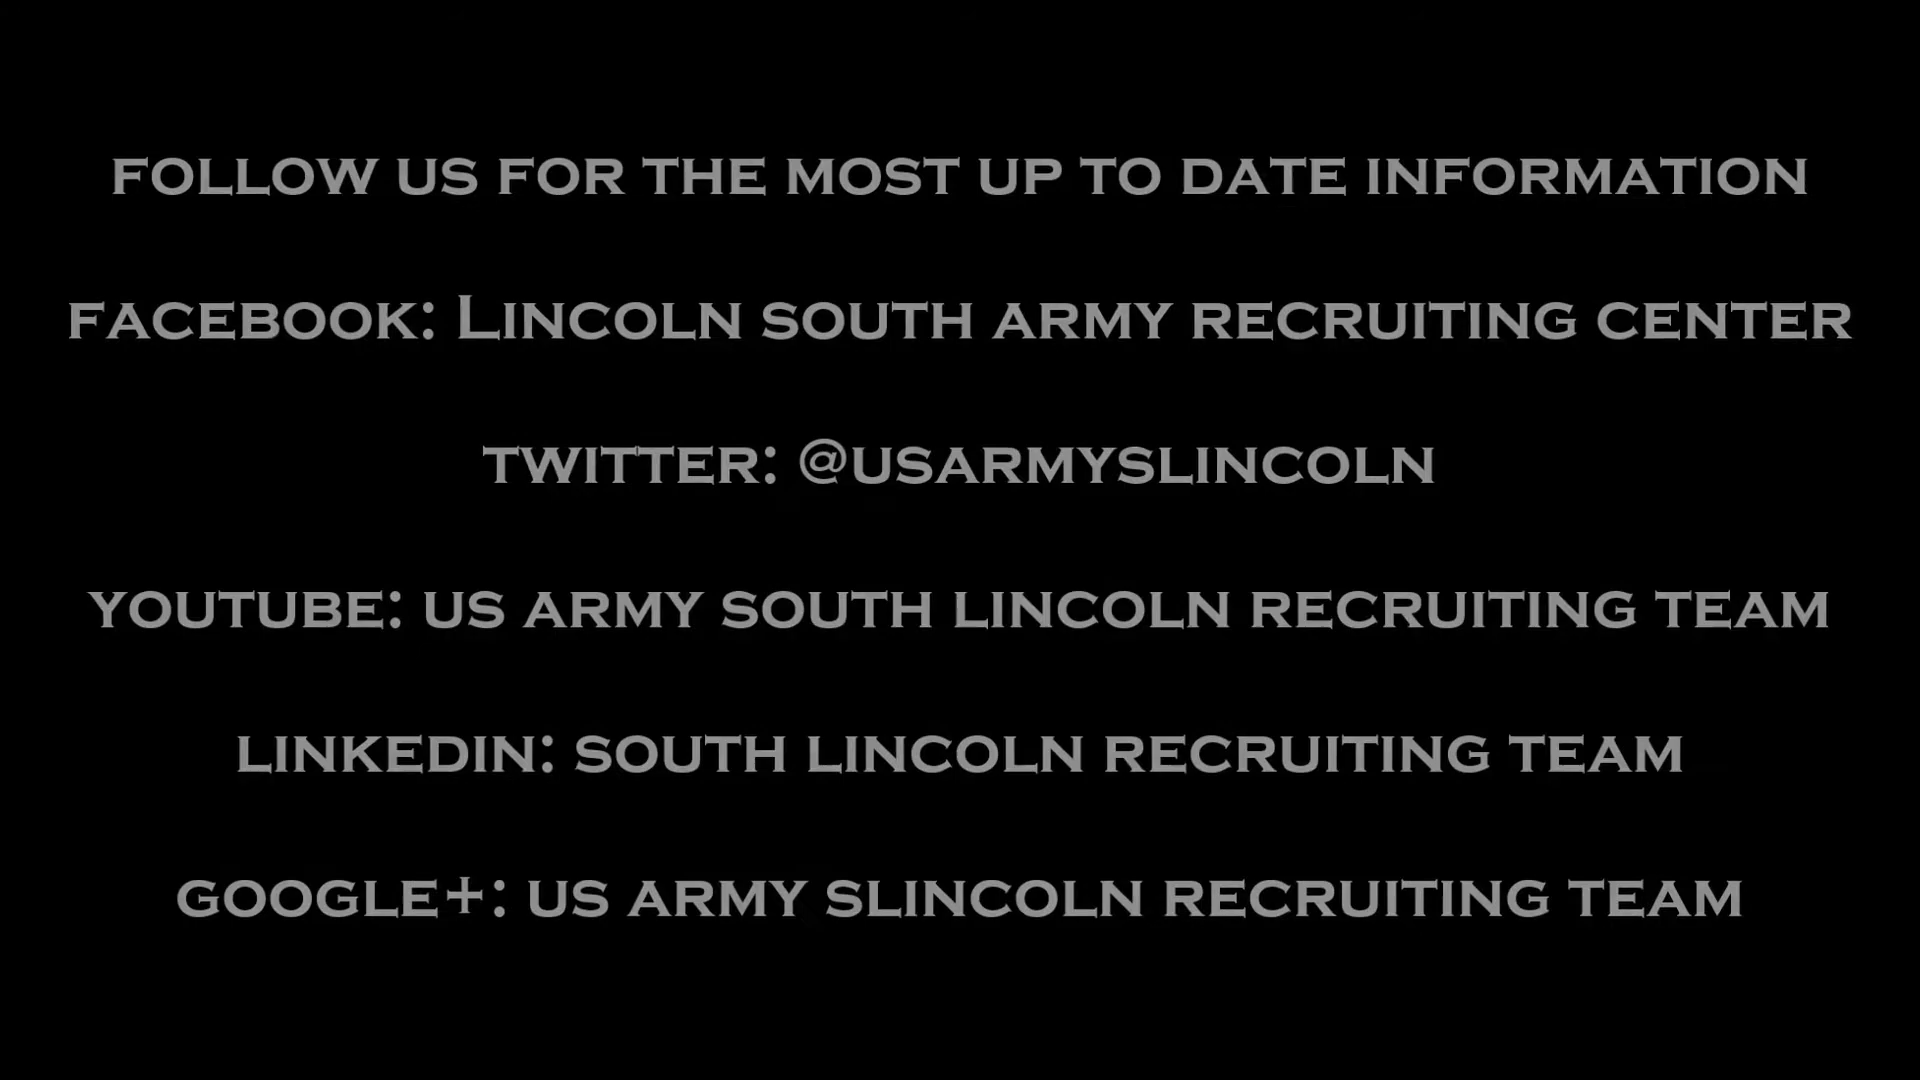 FOLLOW US FOR THE MOST UP TO DATE INFORMATION
FACEBOOK: LINCOLN SOUTH ARMY RECRUITING CENTER
TWITTER: @USARMYSLINCOLN
YOUTUBE: US ARMY SOUTH LINCOLN RECRUITING TEAM
LINKEDIN: SOUTH LINCOLN RECRUITING TEAM
GOOGLE+: US ARMY SLINCOLN RECRUITING TEAM